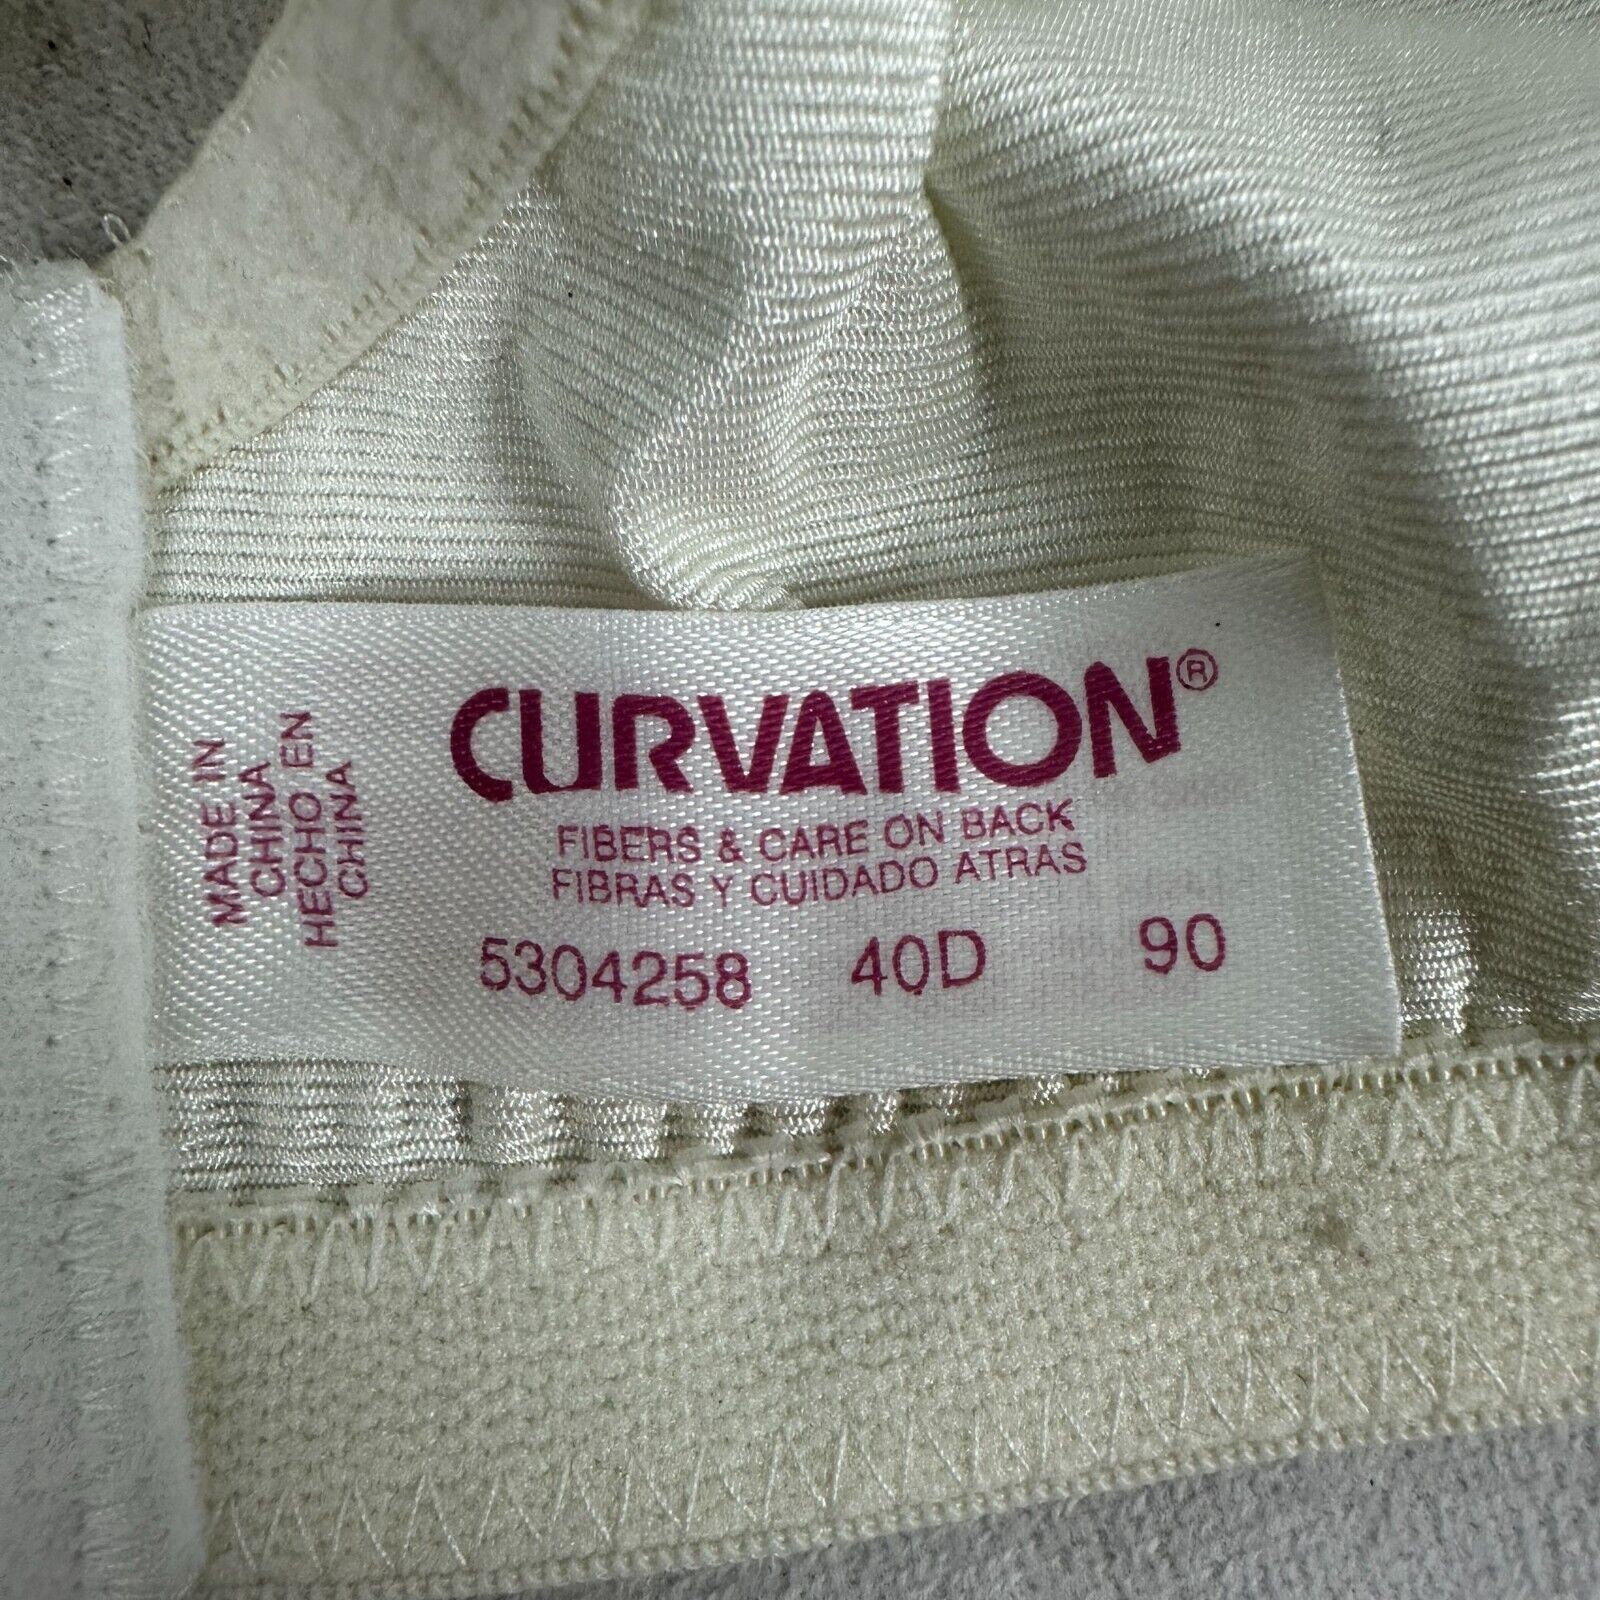 MADE IN
CHINA
HECHO EN
CHINA
CURVATION®
FIBERS & CARE ON BACK
FIBRAS Y CUIDADO ATRAS
5304258 40D 90